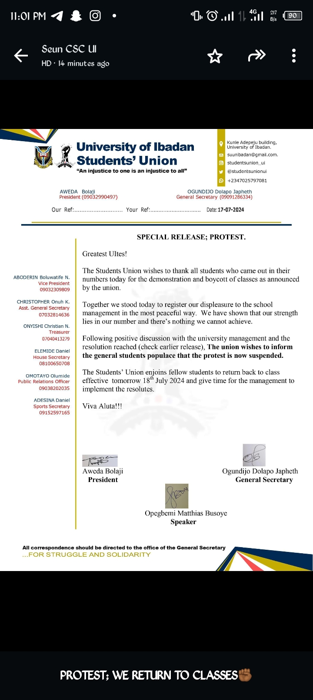 11:01 PM
4G
90
Seun CSC UI
HD · 14 minutes ago
University of Ibadan
Students' Union
"An injustice to one is an injustice to all"
Kunle Adepeju building,
University of Ibadan.
suunibadan@gmail.com.
studentsunion_ui
@studentsunionui
+2347025797081
AWEDA Bolaji
President (09032990497)
OGUNDIJO Dolapo Japheth
General Secretary (09091286334)
Our Ref: Your Ref: Date: 17-07-2024
SPECIAL RELEASE; PROTEST.
Greatest UItes!
The Students Union wishes to thank all students who came out in their
numbers today for the demonstration and boycott of classes as announced
by the union.
Together we stood today to register our displeasure to the school
management in the most peaceful way. We have shown that our strength
lies in our number and there's nothing we cannot achieve.
Following positive discussion with the university management and the
resolution reached (check earlier release), The union wishes to inform
the general students populace that the protest is now suspended.
The Students' Union enjoins fellow students to return back to class
effective tomorrow 18th July 2024 and give time for the management to
implement the resolutes.
Viva Aluta!!!
ABODERIN Boluwatife N.
Vice President
CHRISTOPHER Onuh K.
Asst. General Secretary
07032814636
ONYISHI Christian N.
Treasurer
07040413279
ELEMIDE Daniel
House Secretary
08100650708
OMOTAYO Olumide
Public Relations Officer
09038202035
ADESINA Daniel
Sports Secretary
09152597165
Aweda Bolaji
President
Ogundijo Dolapo Japheth
General Secretary
Opegbemi Matthias Busoye
Speaker
All correspondence should be directed to the office of the General Secretary
...FOR STRUGGLE AND SOLIDARITY
PROTEST; WE RETURN TO CLASSES✊🏾